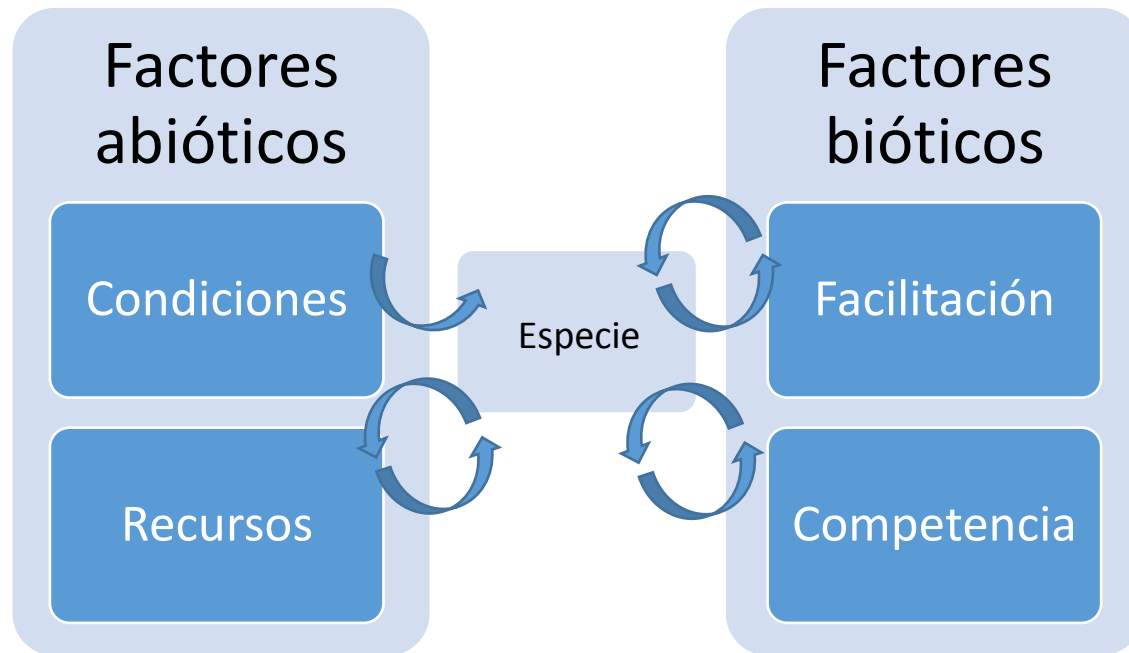 Factores
abióticos
Condiciones
Recursos
Especie
Factores
bióticos
Facilitación
Competencia